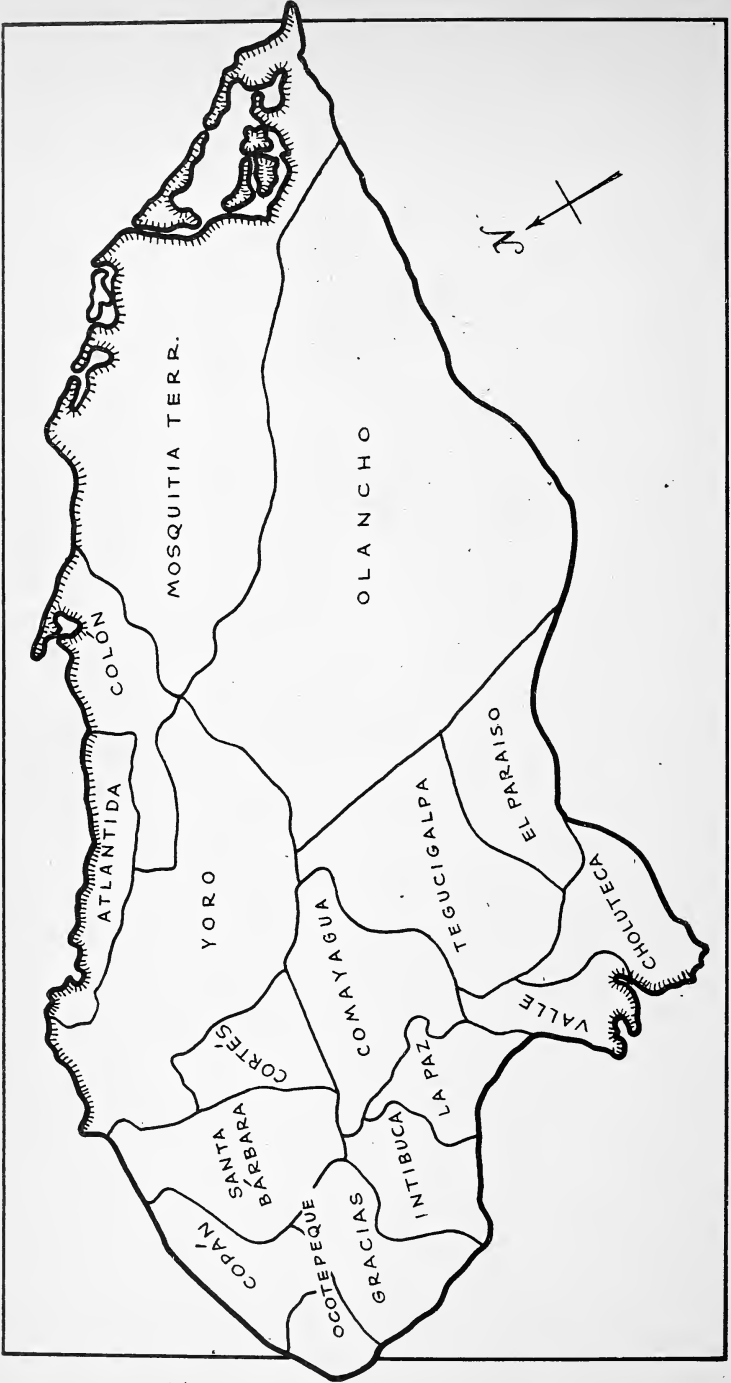 N
MOSQUITIA TERR.
OLANCHO
COLON
ATLANTIDA
YORO
EL PARAISO
TEGUCIGALPA
CHOLUTECA
COMAYAGUA
VALLE
CORTÉS
LA PAZ
SANTA
BÁRBARA
INTIBUCA
COPÁN
OCOTEPEQUE
GRACIAS